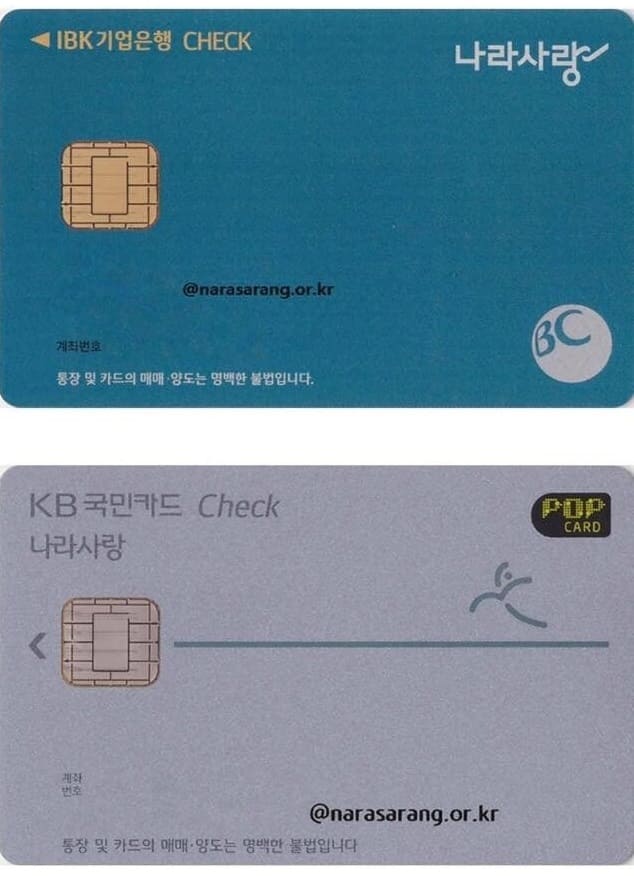 IBK기업은행 CHECK
나라사랑
@narasarang.or.kr
계좌번호
BC
통장 및 카드의 매매·양도는 명백한 불법입니다.
KB국민카드 Check
POP
CARD
나라사랑
계좌
번호
@narasarang.or.kr
통장 및 카드의 매매·양도는 명백한 불법입니다